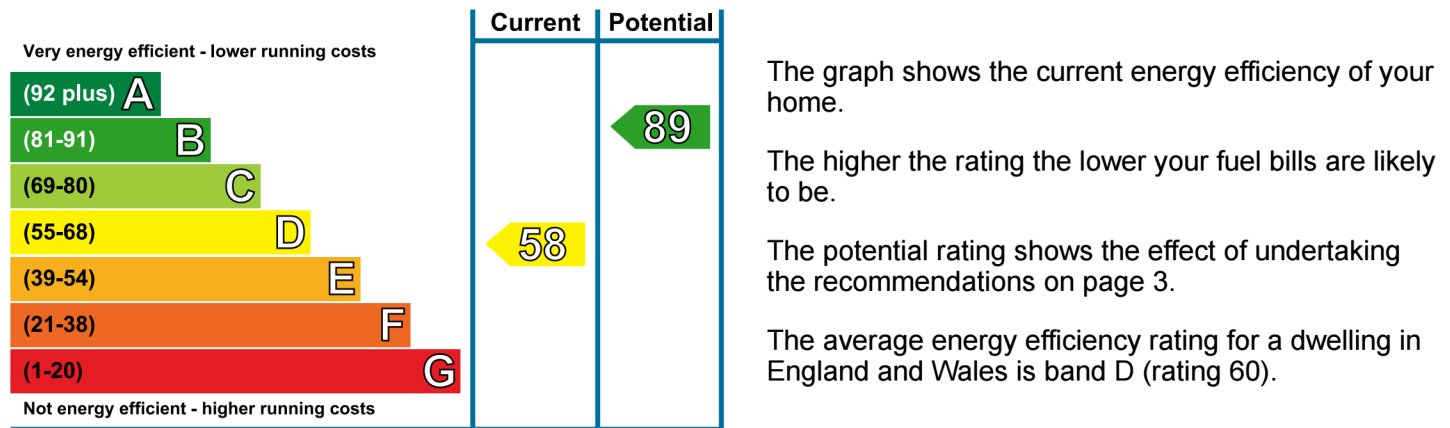 Current Potential
Very energy efficient - lower running costs
(92 plus) A
(81-91) B
(69-80) C
(55-68) D
(39-54) E
(21-38) F
(1-20) G
Not energy efficient - higher running costs
89
58
The graph shows the current energy efficiency of your
home.
The higher the rating the lower your fuel bills are likely
to be.
The potential rating shows the effect of undertaking
the recommendations on page 3.
The average energy efficiency rating for a dwelling in
England and Wales is band D (rating 60).